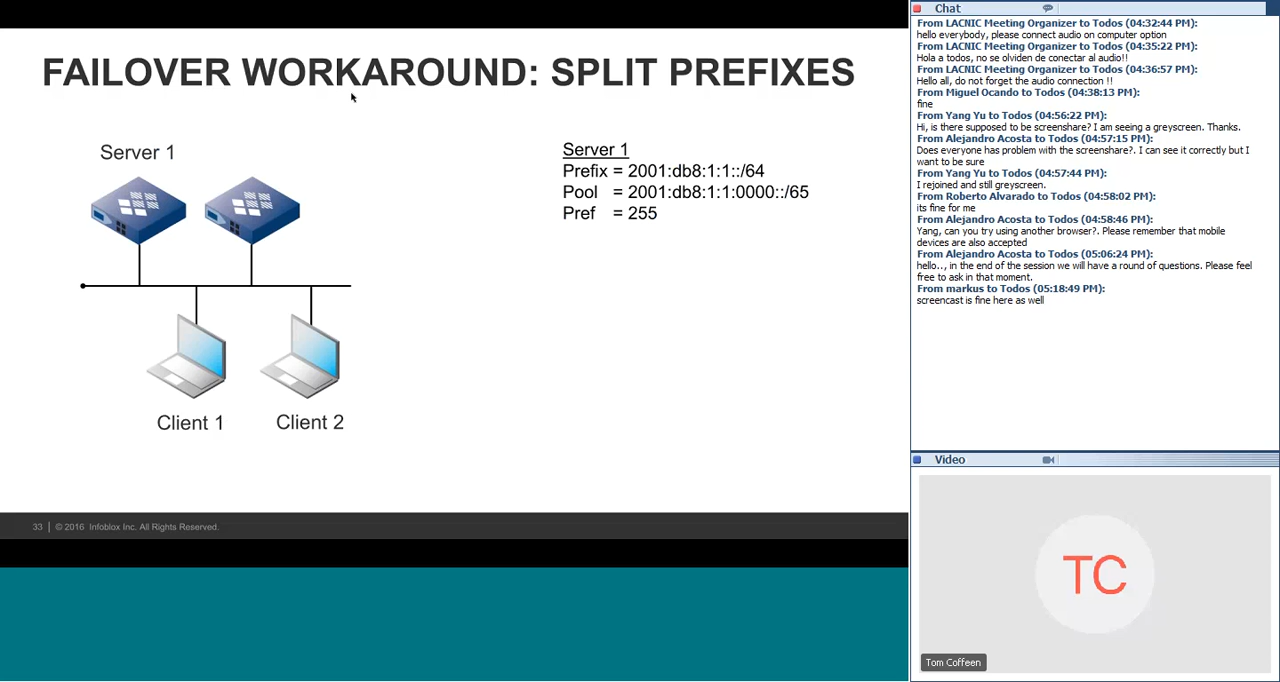 FAILOVER WORKAROUND: SPLIT PREFIXES
Server 1
Client 1
Client 2
Server 1
Prefix = 2001:db8:1:1::/64
Pool = 2001:db8:1:1:0000::/65
Pref = 255
33 | © 2016 Infoblox Inc. All Rights Reserved.
Chat
From LACNIC Meeting Organizer to Todos (04:32:44 PM):
hello everybody, please connect audio on computer option
From LACNIC Meeting Organizer to Todos (04:35:22 PM):
Hola a todos, no se olviden de conectar al audio!!
From LACNIC Meeting Organizer to Todos (04:36:57 PM):
Hello all, do not forget the audio connection !!
From Miguel Ocando to Todos (04:38:13 PM):
fine
From Yang Yu to Todos (04:56:22 PM):
Hi, is there supposed to be screenshare? I am seeing a greyscreen. Thanks.
From Alejandro Acosta to Todos (04:57:15 PM):
Does everyone has problem with the screenshare?. I can see it correctly but I
want to be sure
From Yang Yu to Todos (04:57:44 PM):
I rejoined and still greyscreen.
From Roberto Alvarado to Todos (04:58:02 PM):
its fine for me
From Alejandro Acosta to Todos (04:58:46 PM):
Yang, can you try using another browser?. Please remember that mobile
devices are also accepted
From Alejandro Acosta to Todos (05:06:24 PM):
hello.., in the end of the session we will have a round of questions. Please feel
free to ask in that moment.
From markus to Todos (05:18:49 PM):
screencast is fine here as well
Video
TC
Tom Coffeen